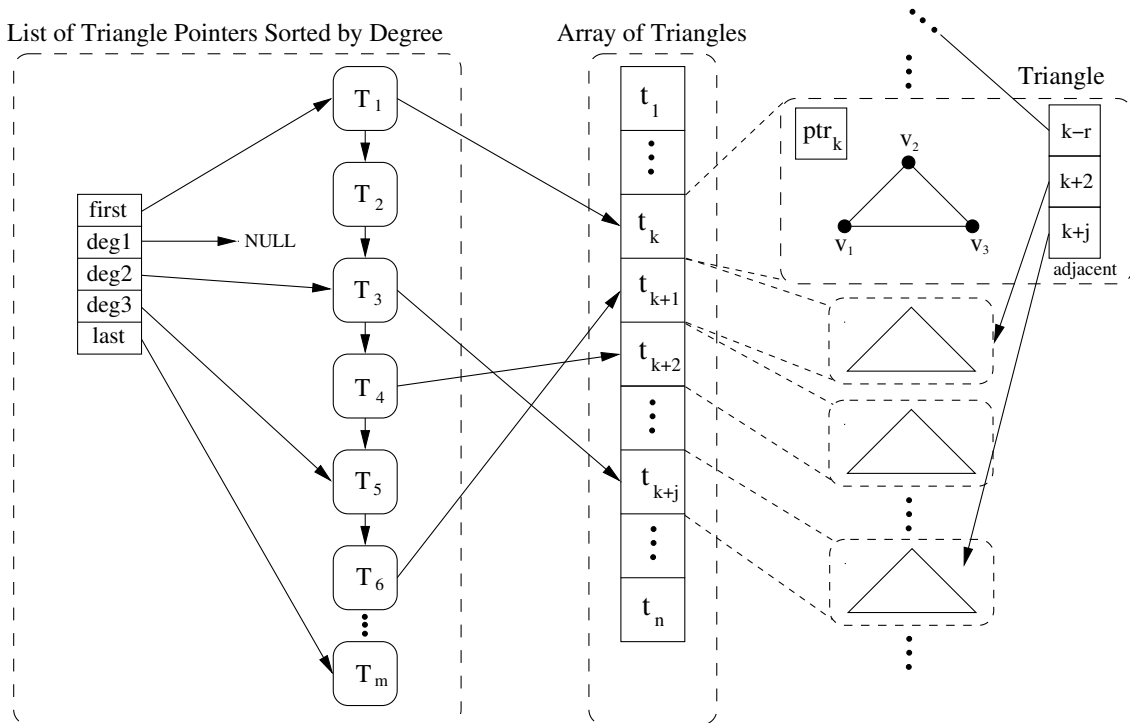 List of Triangle Pointers Sorted by Degree
first
deg1
deg2
deg3
last
NULL
T1
T2
T3
T4
T5
T6
Tm
Array of Triangles
t1
tk
tk+1
tk+2
tk+j
tn
Triangle
ptrk
v2
v1
v3
k−r
k+2
k+j
adjacent